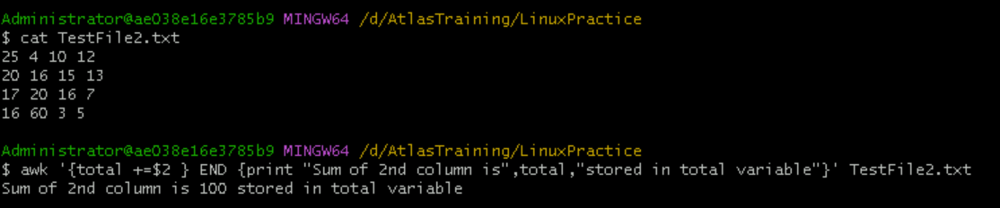 Administrator@ae038e16e3785b9 MINGW64 /d/AtlasTraining/LinuxPractice
$ cat TestFile2.txt
25 4 10 12
20 16 15 13
17 20 16 7
16 60 3 5
Administrator@ae038e16e3785b9 MINGW64 /d/AtlasTraining/LinuxPractice
$ awk '{total +=$2 } END {print "Sum of 2nd column is",total,"stored in total variable"}' TestFile2.txt
Sum of 2nd column is 100 stored in total variable